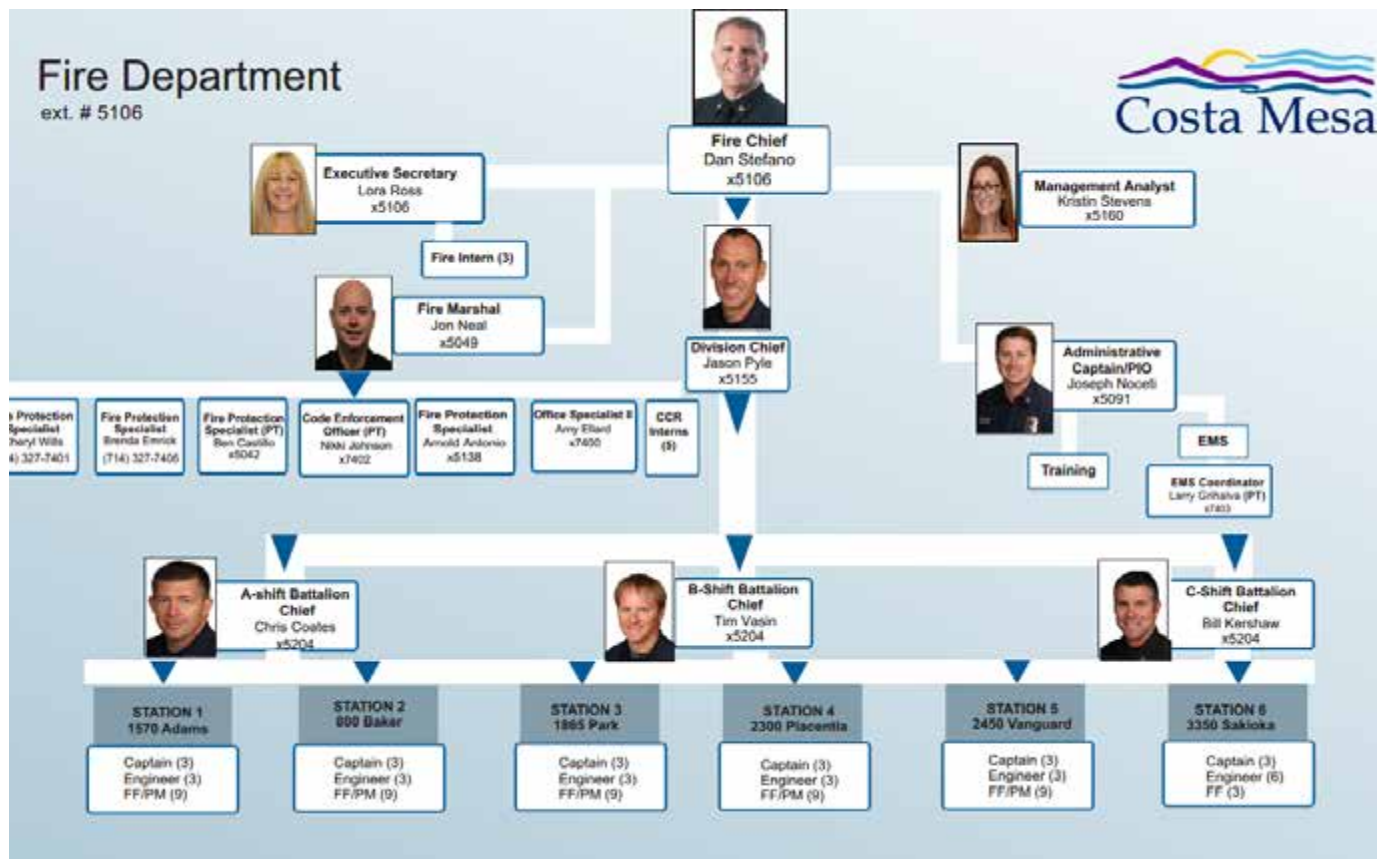 Fire Department
ext. # 5106
Costa Mesa
Fire Chief
Dan Stefano
x5106
Executive Secretary
Lora Ross
x5106
Management Analyst
Kristin Stevens
x5160
Fire Intern (3)
Fire Marshal
Jon Neal
x5049
Division Chief
Jason Pyle
x5155
Administrative
Captain/PIO
Joseph Noceti
x5091
Protection
Specialist
Wills
327-7401
Fire Protection
Specialist
Brenda Emrick
(714) 327-7406
Fire Protection
Specialist (PT)
Ben Castillo
x5042
Code Enforcement
Officer (PT)
Nikki Johnson
x7402
Fire Protection
Specialist
Arnold Antonio
x5138
Office Specialist II
Amy Ellard
x7400
CCR
Interns
(5)
Training
EMS
EMS Coordinator
Larry Grihalva (PT)
x7403
A-shift Battalion
Chief
Chris Coates
x5204
B-Shift Battalion
Chief
Tim Vasin
x5204
C-Shift Battalion
Chief
Bill Kershaw
x5204
STATION 1
1570 Adams
Captain (3)
Engineer (3)
FF/PM (9)
STATION 2
800 Baker
Captain (3)
Engineer (3)
FF/PM (9)
STATION 3
1865 Park
Captain (3)
Engineer (3)
FF/PM (9)
STATION 4
2300 Placentia
Captain (3)
Engineer (3)
FF/PM (9)
STATION 5
2450 Vanguard
Captain (3)
Engineer (3)
FF/PM (9)
STATION 6
3350 Sakioka
Captain (3)
Engineer (6)
FF (3)